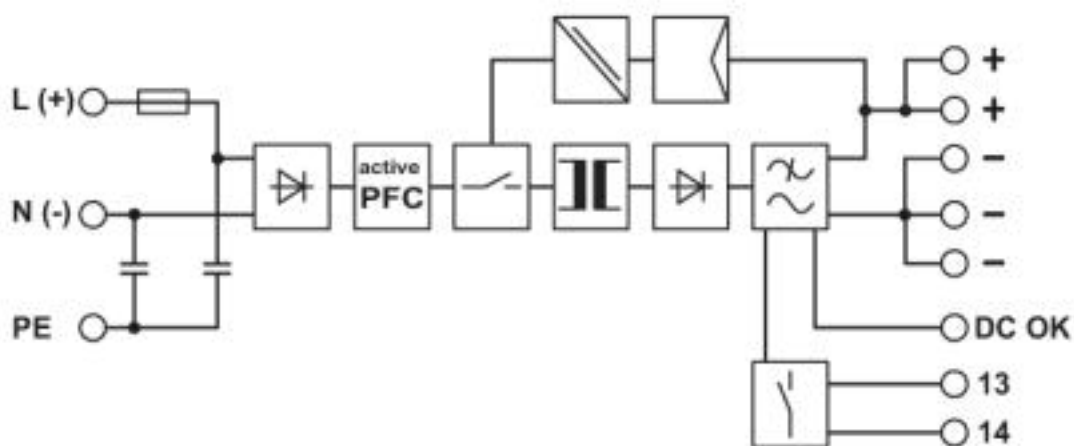 L (+)
N (-)
PE
active
PFC
+
+
−
−
−
DC OK
13
14